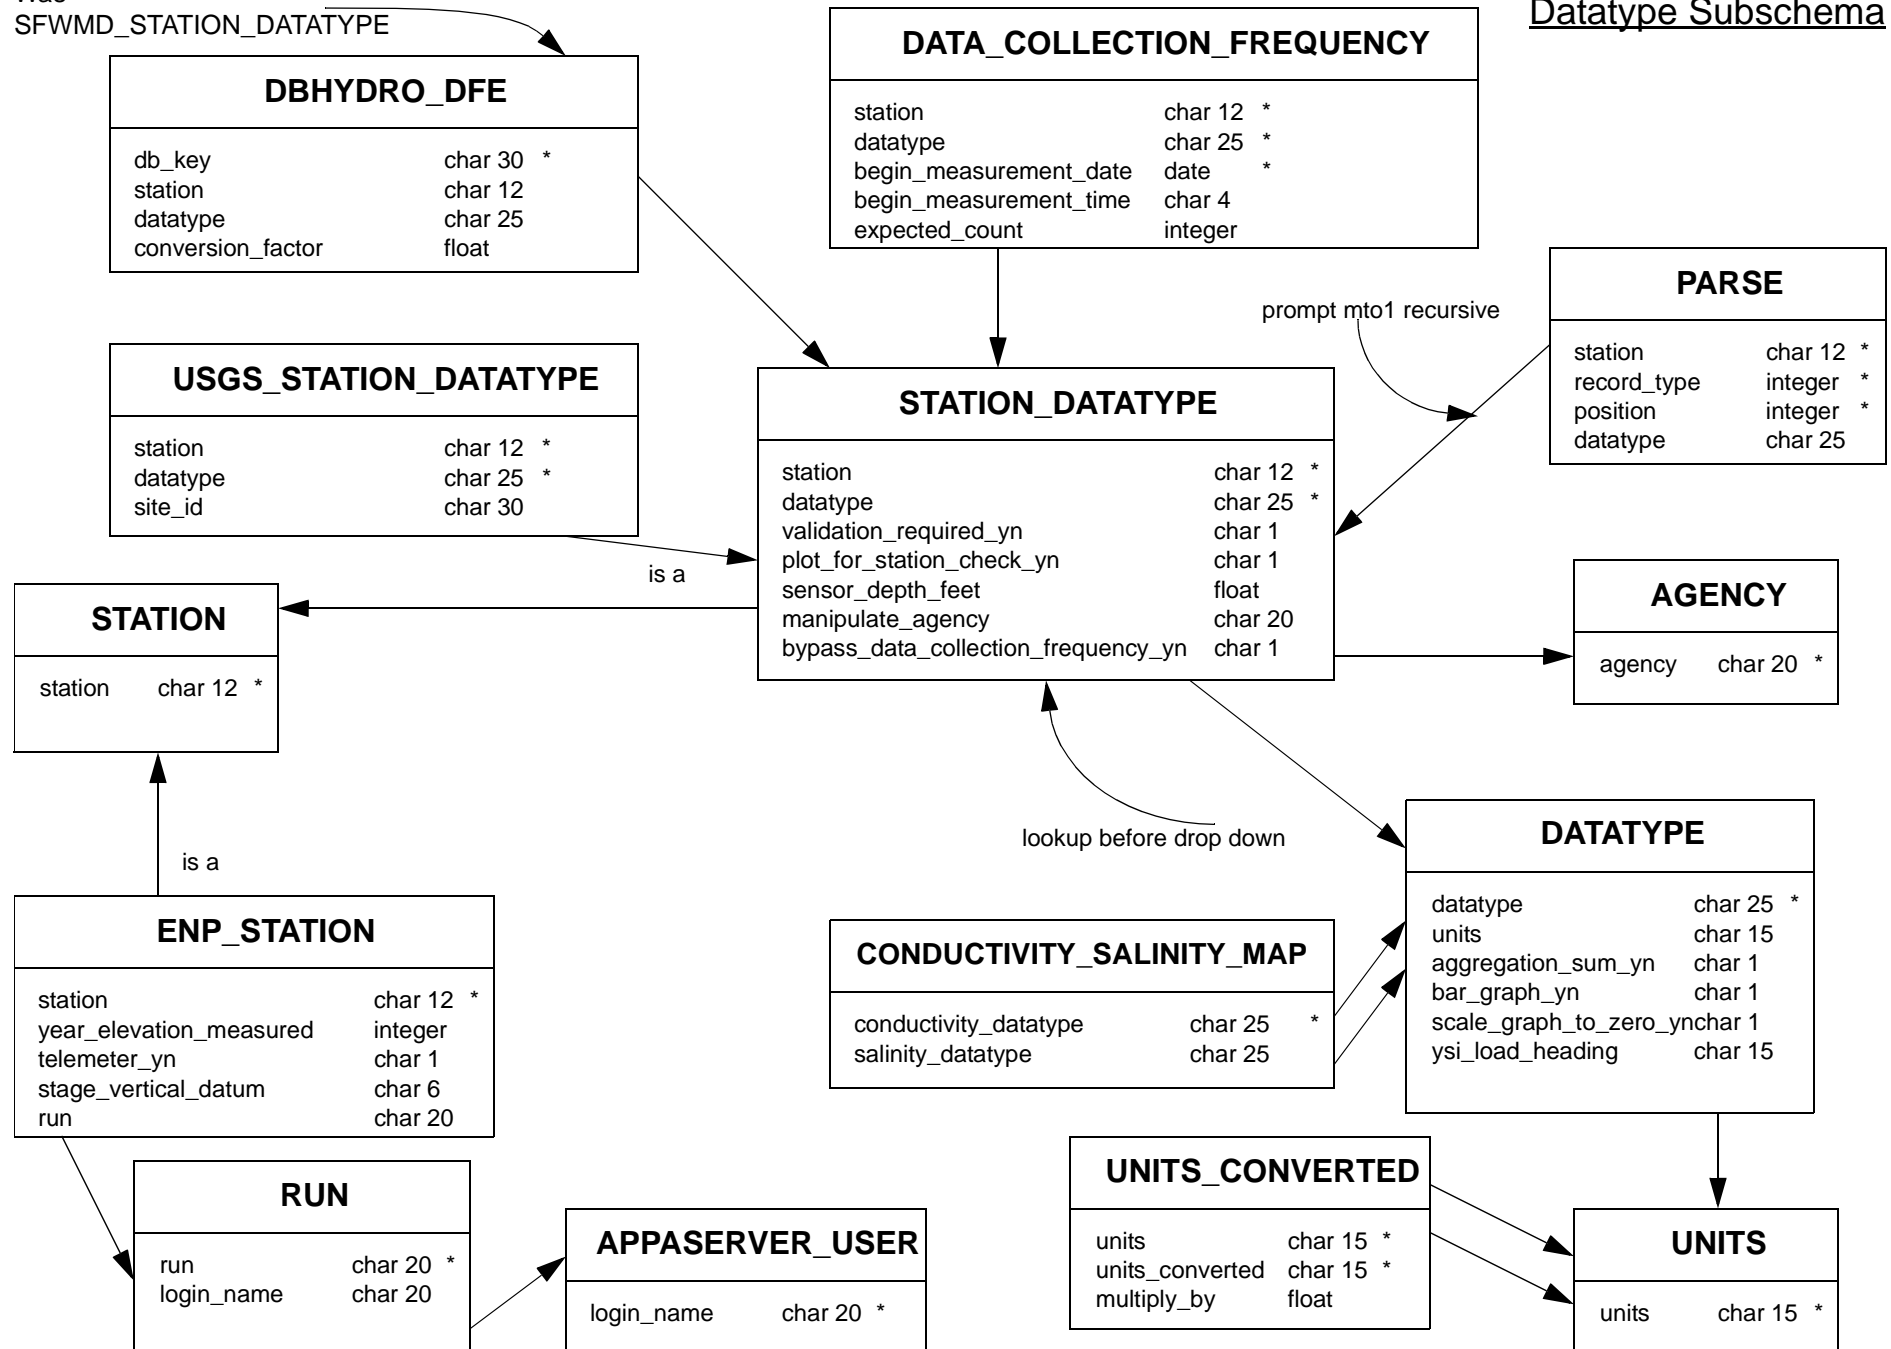 Was
SFWMD_STATION_DATATYPE
Datatype Subschema
DBHYDRO_DFE
db_key char 30 *
station char 12
datatype char 25
conversion_factor float
DATA_COLLECTION_FREQUENCY
station char 12 *
datatype char 25 *
begin_measurement_date date *
begin_measurement_time char 4
expected_count integer
PARSE
station char 12 *
record_type integer *
position integer *
datatype char 25
prompt mto1 recursive
USGS_STATION_DATATYPE
station char 12 *
datatype char 25 *
site_id char 30
STATION_DATATYPE
station char 12 *
datatype char 25 *
validation_required_yn char 1
plot_for_station_check_yn char 1
sensor_depth_feet float
manipulate_agency char 20
bypass_data_collection_frequency_yn char 1
is a
STATION
station char 12 *
AGENCY
agency char 20 *
lookup before drop down
is a
DATATYPE
datatype char 25 *
units char 15
aggregation_sum_yn char 1
bar_graph_yn char 1
scale_graph_to_zero_ynchar 1
ysi_load_heading char 15
ENP_STATION
station char 12 *
year_elevation_measured integer
telemeter_yn char 1
stage_vertical_datum char 6
run char 20
CONDUCTIVITY_SALINITY_MAP
conductivity_datatype char 25 *
salinity_datatype char 25
RUN
run char 20 *
login_name char 20
APPASERVER_USER
login_name char 20 *
UNITS_CONVERTED
units char 15 *
units_converted char 15 *
multiply_by float
UNITS
units char 15 *